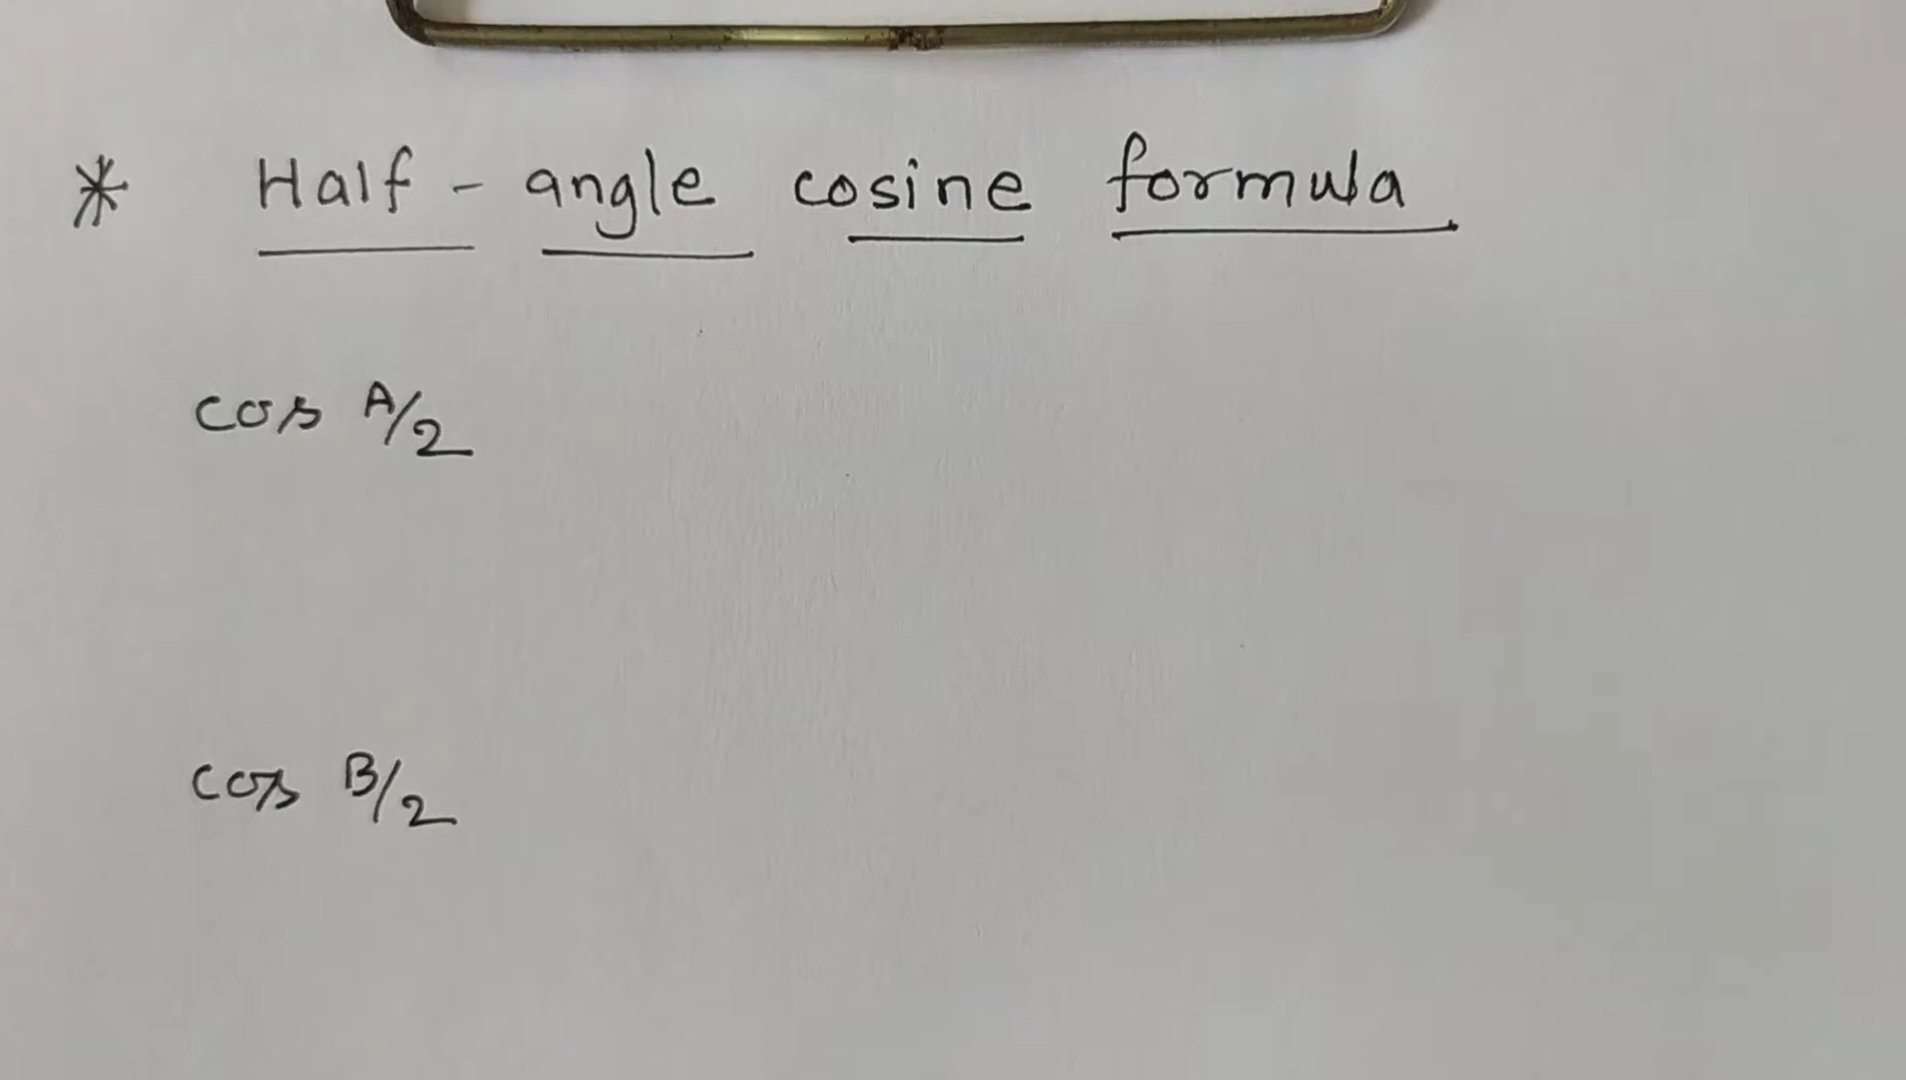 * Half - angle cosine formula
cos A/2
cos B/2